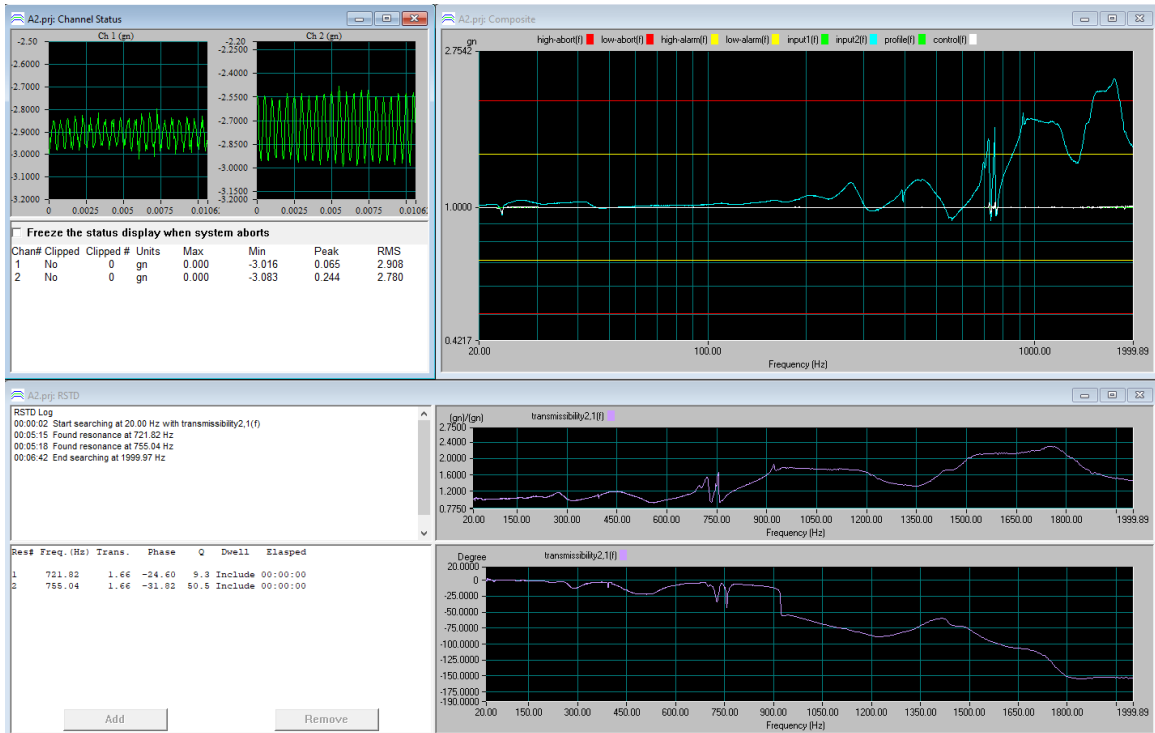 A2.prj: Channel Status
Ch 1 (gn)
Ch 2 (gn)
-2.50
-2.6000
-2.7000
-2.8000
-2.9000
-3.0000
-3.1000
-3.2000
0 0.0025 0.005 0.0075 0.0106
-2.20
-2.2500
-2.4000
-2.5500
-2.7000
-2.8500
-3.0000
-3.1500
-3.2000
0 0.0025 0.005 0.0075 0.0106
Freeze the status display when system aborts
Chan# Clipped Clipped # Units Max Min Peak RMS
1 No 0 gn 0.000 -3.016 0.065 2.908
2 No 0 gn 0.000 -3.083 0.244 2.780
A2.prj: Composite
gn
high-abort(f) low-abort(f) high-alarm(f) low-alarm(f) input1(f) input2(f) profile(f) control(f)
2.7542
1.0000
0.4217
20.00 100.00 1000.00 1999.89
Frequency (Hz)
A2.prj: RSTD
RSTD Log
00:00:02 Start searching at 20.00 Hz with transmissibility2,1(f)
00:05:15 Found resonance at 721.82 Hz
00:05:18 Found resonance at 755.04 Hz
00:06:42 End searching at 1999.97 Hz
Res# Freq.(Hz) Trans. Phase Q Dwell Elasped
1 721.82 1.66 -24.60 9.3 Include 00:00:00
2 755.04 1.66 -31.82 50.5 Include 00:00:00
Add
Remove
(gn)/(gn)
transmissibility2,1(f)
2.7500
2.4000
2.0000
1.6000
1.2000
0.7750
20.00 150.00 300.00 450.00 600.00 750.00 900.00 1050.00 1200.00 1350.00 1500.00 1650.00 1800.00 1999.89
Frequency (Hz)
Degree
transmissibility2,1(f)
20.0000
0
-25.0000
-50.0000
-75.0000
-100.0000
-125.0000
-150.0000
-175.0000
-190.0000
20.00 150.00 300.00 450.00 600.00 750.00 900.00 1050.00 1200.00 1350.00 1500.00 1650.00 1800.00 1999.89
Frequency (Hz)